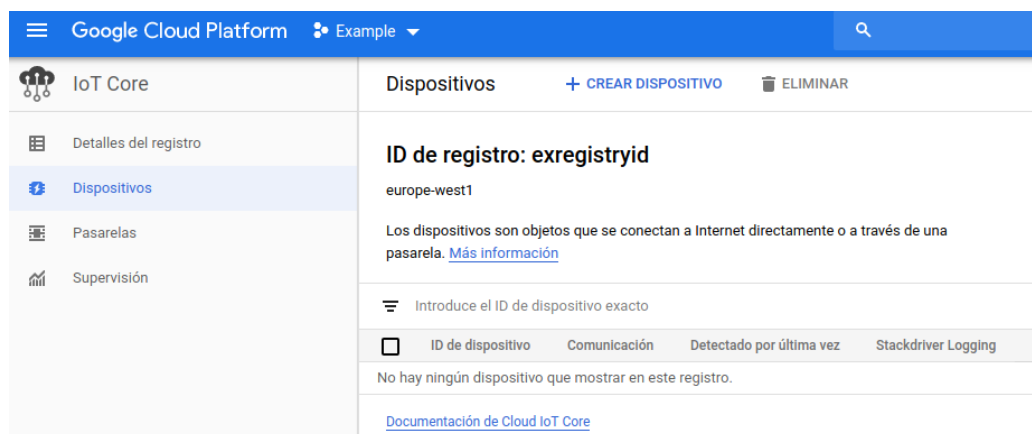 Google Cloud Platform Example
IoT Core
Dispositivos CREAR DISPOSITIVO ELIMINAR
Detalles del registro
Dispositivos
Pasarelas
Supervisión
ID de registro: exregistryid
europe-west1
Los dispositivos son objetos que se conectan a Internet directamente o a través de una
pasarela. Más información
Introduce el ID de dispositivo exacto
ID de dispositivo Comunicación Detectado por última vez Stackdriver Logging
No hay ningún dispositivo que mostrar en este registro.
Documentación de Cloud IoT Core